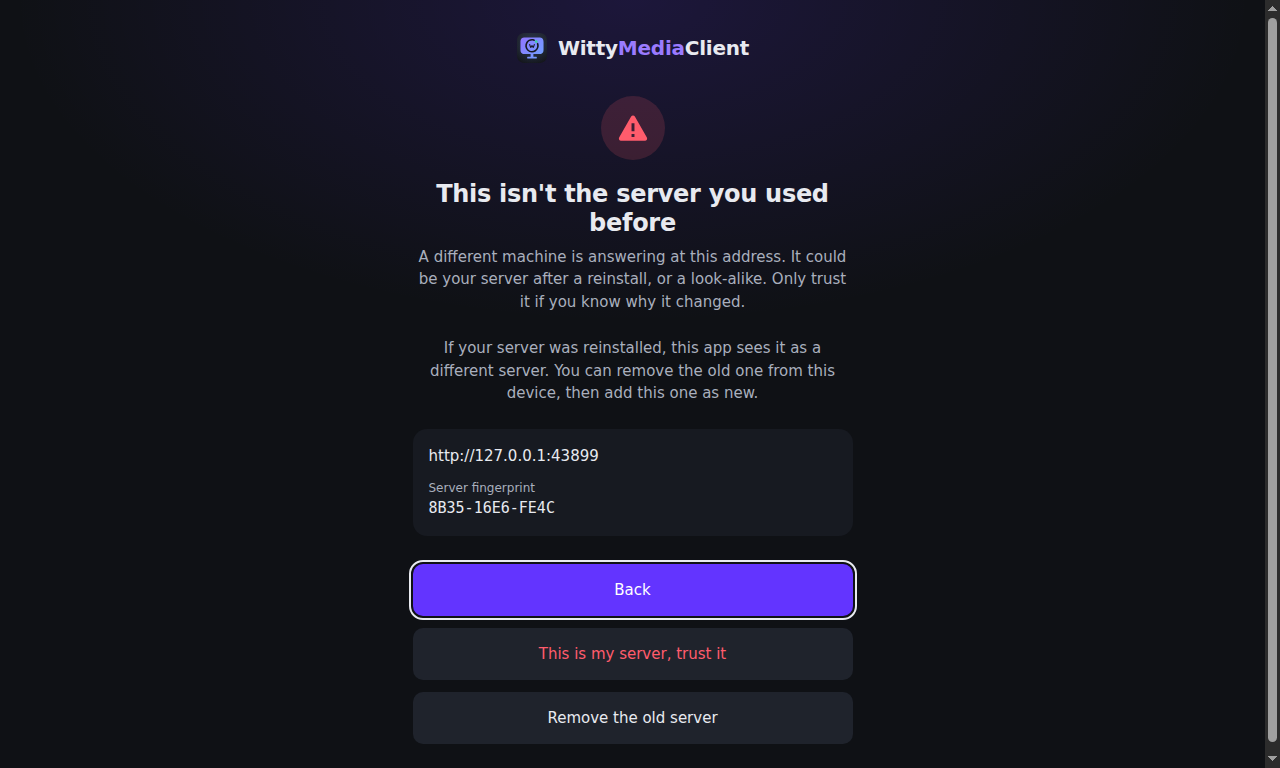 WittyMediaClient
This isn't the server you used
before
A different machine is answering at this address. It could
be your server after a reinstall, or a look-alike. Only trust
it if you know why it changed.
If your server was reinstalled, this app sees it as a
different server. You can remove the old one from this
device, then add this one as new.
http://127.0.0.1:43899
Server fingerprint
8B35-16E6-FE4C
Back
This is my server, trust it
Remove the old server